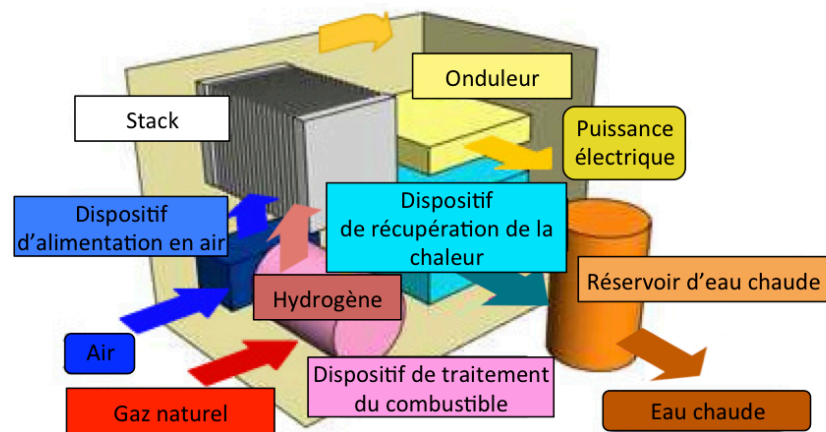 Onduleur
Stack
Puissance
électrique
Dispositif
d'alimentation en air
Dispositif
de récupération de la
chaleur
Réservoir d'eau chaude
Hydrogène
Air
Dispositif de traitement
du combustible
Gaz naturel
Eau chaude